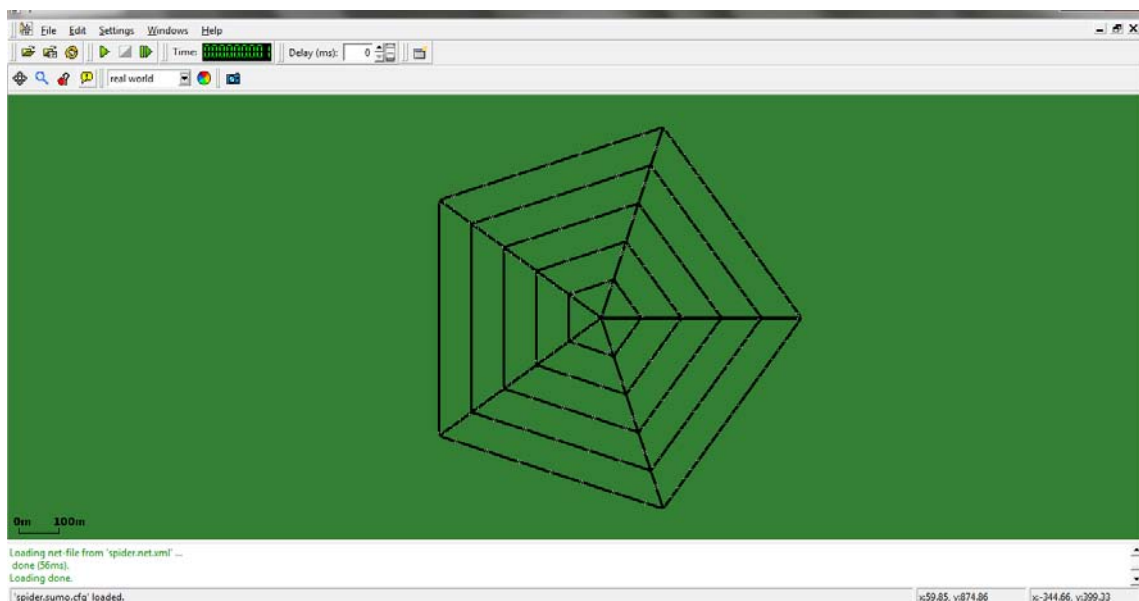 File Edit Settings Windows Help
Time: Delay (ms): 0
real world
0m 100m
Loading net-file from 'spider.net.xml' ...
done (56ms).
Loading done.
'spider.sumo.cfg' loaded. x:59.85, y:874.86 x:-344.66, y:399.33